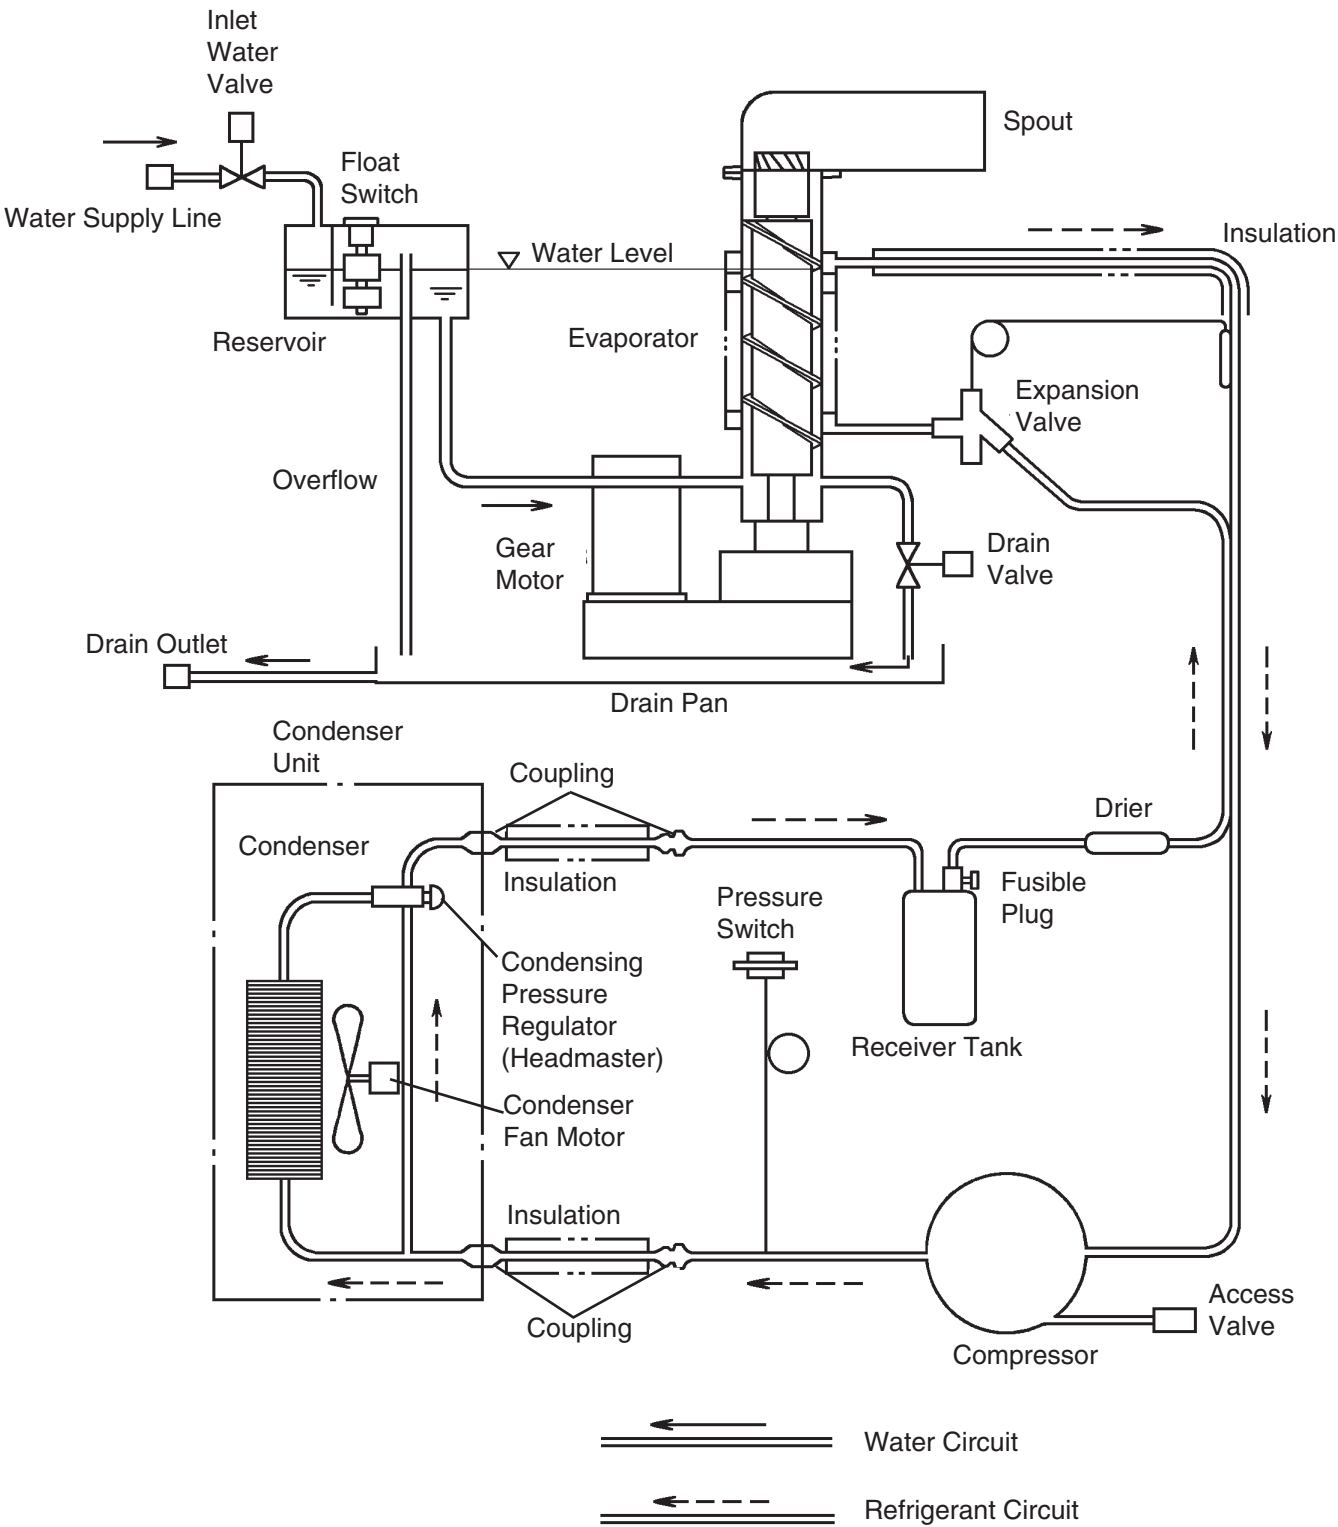 Inlet
Water
Valve
Spout
Float
Switch
Water Supply Line
Insulation
Water Level
Reservoir
Evaporator
Expansion
Valve
Overflow
Gear
Motor
Drain
Valve
Drain Outlet
Drain Pan
Condenser
Unit
Coupling
Drier
Condenser
Insulation
Pressure
Switch
Fusible
Plug
Condensing
Pressure
Regulator
(Headmaster)
Receiver Tank
Condenser
Fan Motor
Insulation
Access
Valve
Coupling
Compressor
Water Circuit
Refrigerant Circuit